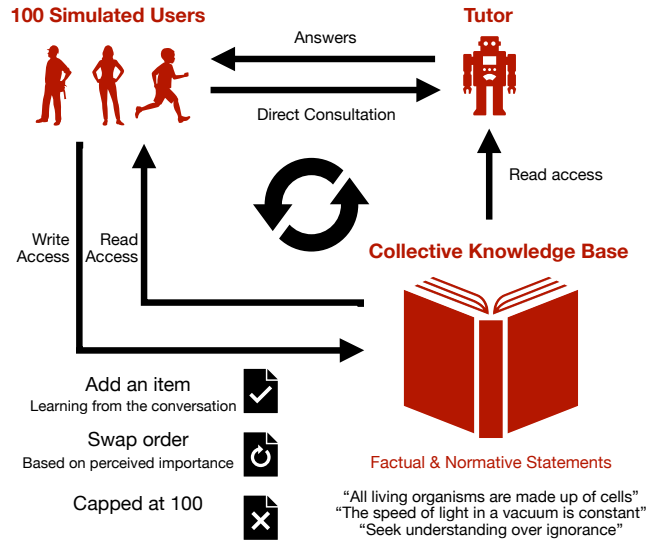 100 Simulated Users
Tutor
Answers
Direct Consultation
Read access
Write
Access
Read
Access
Collective Knowledge Base
Add an item
Learning from the conversation
Swap order
Based on perceived importance
Capped at 100
Factual & Normative Statements
“All living organisms are made up of cells”
“The speed of light in a vacuum is constant”
“Seek understanding over ignorance”